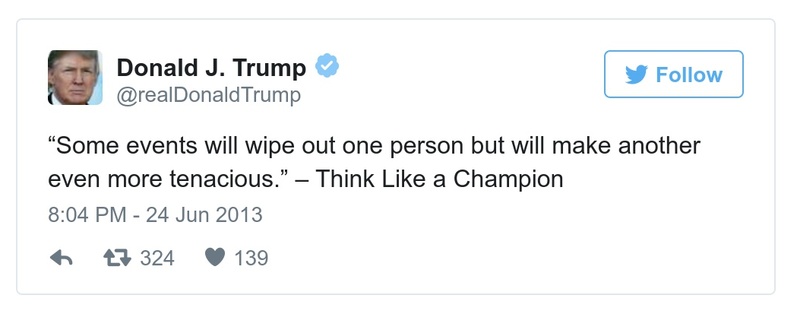 Donald J. Trump
Follow
@realDonaldTrump
“Some events will wipe out one person but will make another
even more tenacious.” – Think Like a Champion
8:04 PM - 24 Jun 2013
324 139